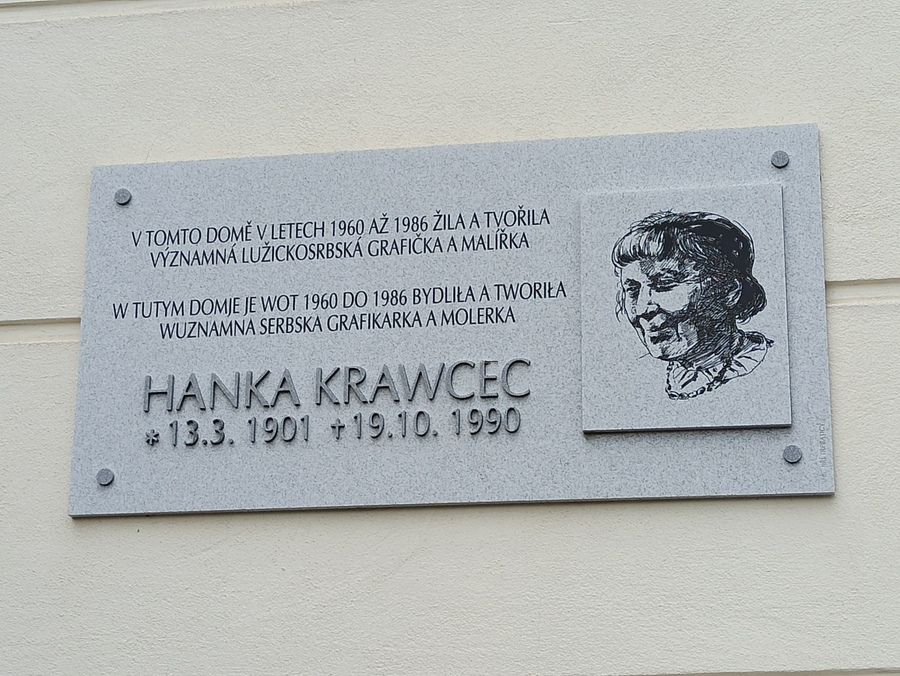 V TOMTO DOMĚ V LETECH 1960 AŽ 1986 ŽILA A TVOŘILA
VÝZNAMNÁ LUŽICKOSRBSKÁ GRAFIČKA A MALÍŘKA
W TUTYM DOMJE JE WOT 1960 DO 1986 BYDLIŁA A TWORIŁA
WUZNAMNA SERBSKA GRAFIKARKA A MOLERKA
HANKA KRAWCEC
* 13.3. 1901 †19.10. 1990